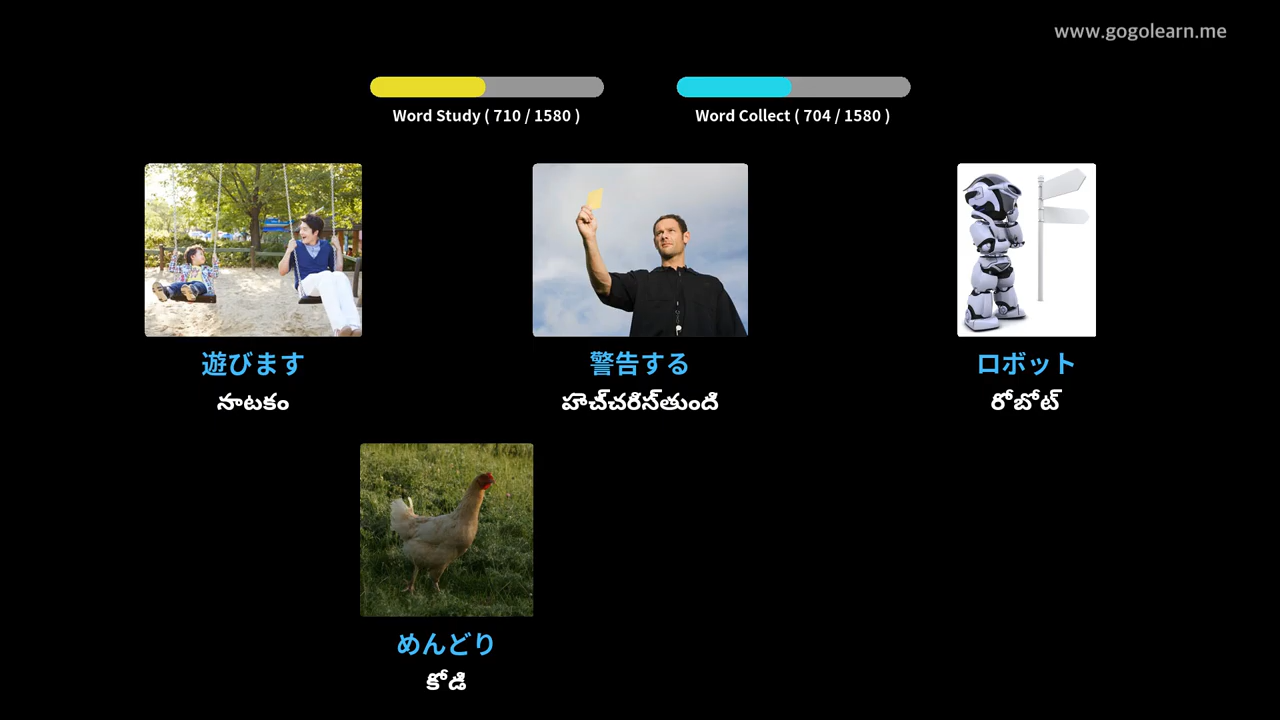 www.gogolearn.me
Word Study ( 710 / 1580 )
Word Collect ( 704 / 1580 )
遊びます
నాటకం
警告する
హెచ్చరిస్తుంది
ロボット
రోబోట్
めんどり
కోడి